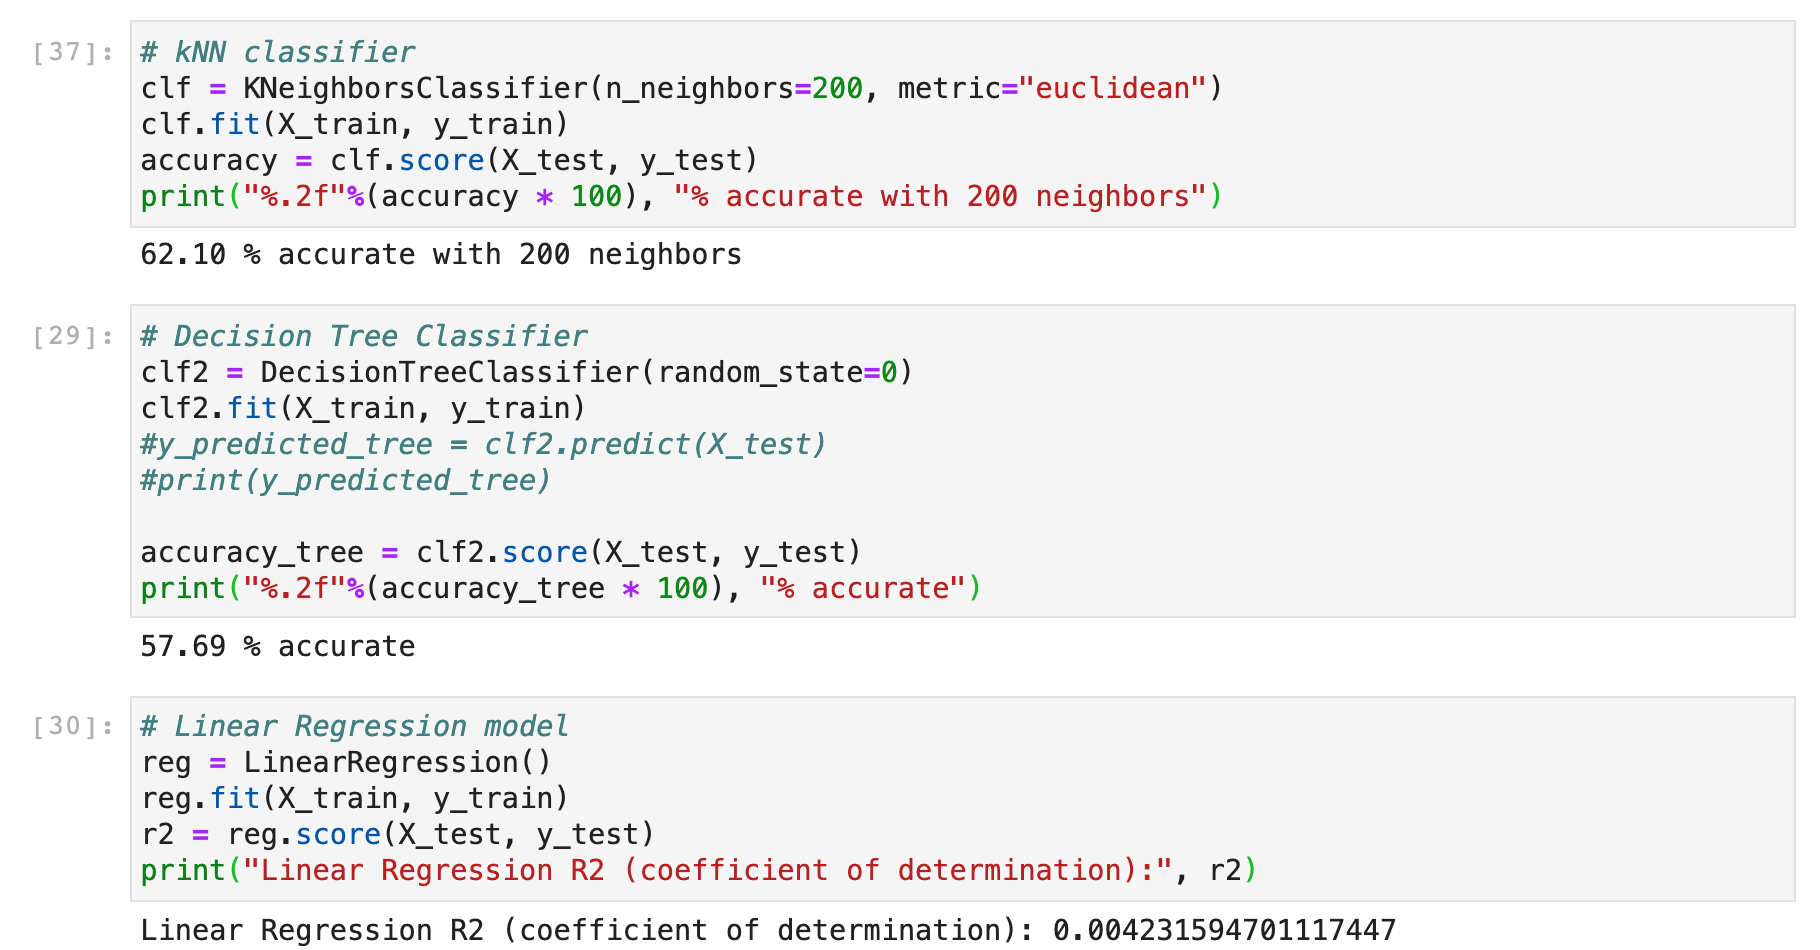 [37]: # kNN classifier
clf = KNeighborsClassifier(n_neighbors=200, metric="euclidean")
clf.fit(X_train, y_train)
accuracy = clf.score(X_test, y_test)
print("%.2f"%(accuracy * 100), "% accurate with 200 neighbors")
62.10 % accurate with 200 neighbors
[29]: # Decision Tree Classifier
clf2 = DecisionTreeClassifier(random_state=0)
clf2.fit(X_train, y_train)
#y_predicted_tree = clf2.predict(X_test)
#print(y_predicted_tree)
accuracy_tree = clf2.score(X_test, y_test)
print("%.2f"%(accuracy_tree * 100), "% accurate")
57.69 % accurate
[30]: # Linear Regression model
reg = LinearRegression()
reg.fit(X_train, y_train)
r2 = reg.score(X_test, y_test)
print("Linear Regression R2 (coefficient of determination):", r2)
Linear Regression R2 (coefficient of determination): 0.004231594701117447